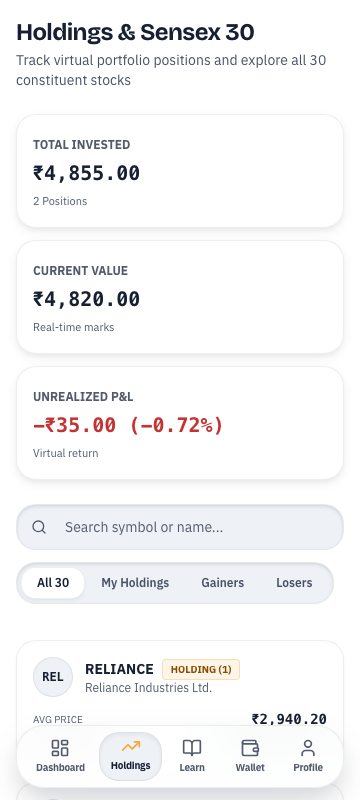 Holdings & Sensex 30
Track virtual portfolio positions and explore all 30
constituent stocks
TOTAL INVESTED
₹4,855.00
2 Positions
CURRENT VALUE
₹4,820.00
Real-time marks
UNREALIZED P&L
−₹35.00 (−0.72%)
Virtual return
Search symbol or name...
All 30 My Holdings Gainers Losers
REL RELIANCE HOLDING (1)
Reliance Industries Ltd.
AVG PRICE ₹2,940.20
Dashboard Holdings Learn Wallet Profile